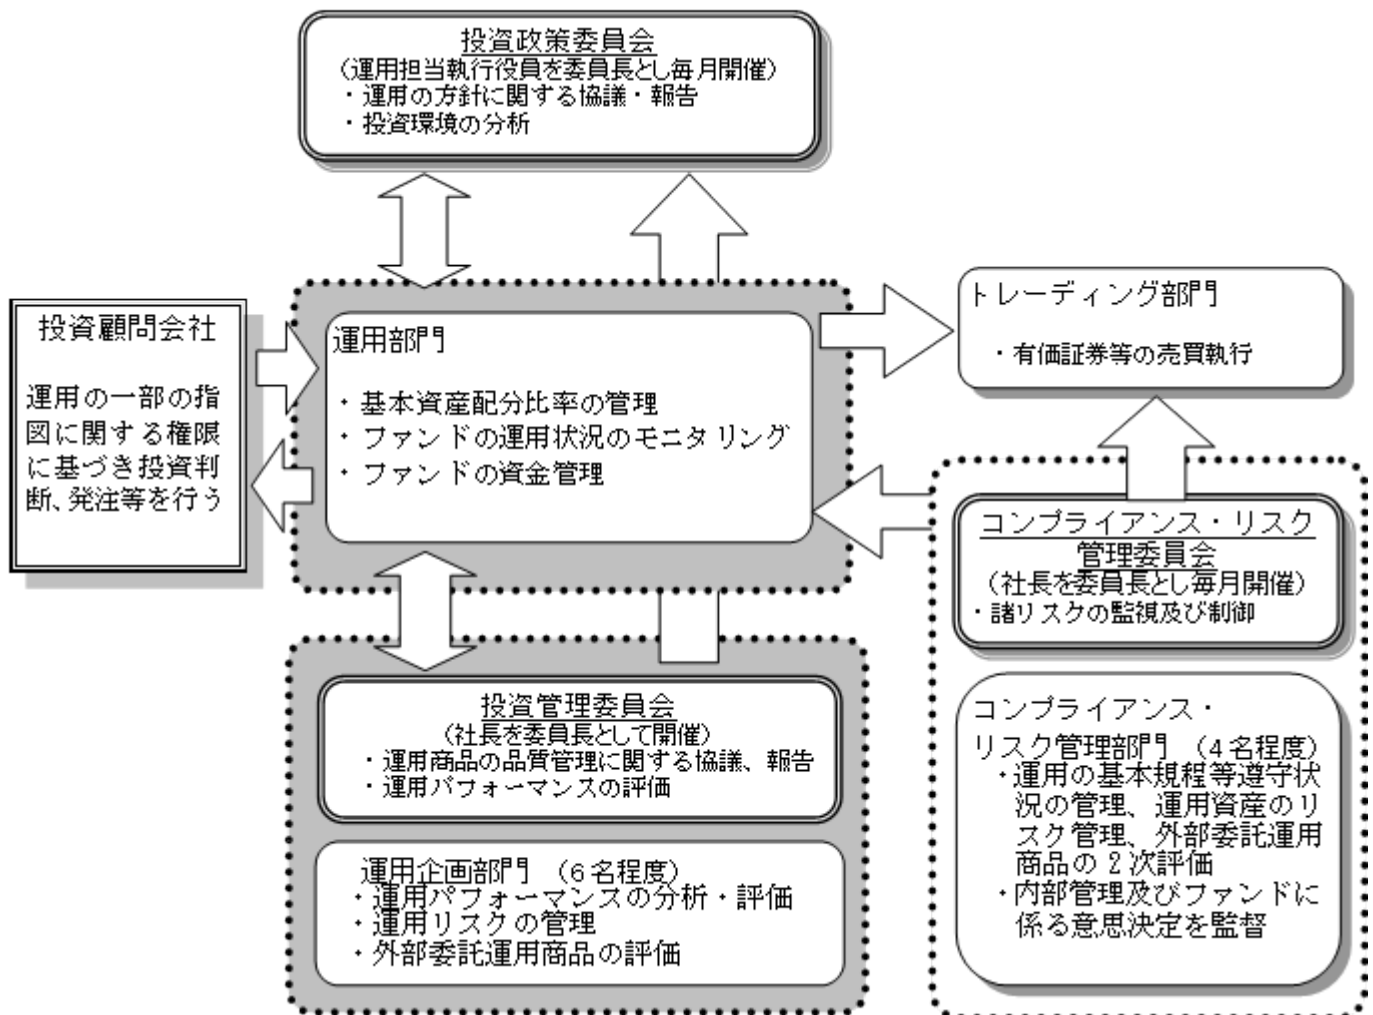 投資政策委員会
(運用担当執行役員を委員長とし毎月開催)
・運用の方針に関する協議・報告
・投資環境の分析
投資顧問会社
運用の一部の指
図に関する権限
に基づき投資判
断、発注等を行う
運用部門
・基本資産配分比率の管理
・ファンドの運用状況のモニタリング
・ファンドの資金管理
トレーディング部門
・有価証券等の売買執行
コンプライアンス・リスク
管理委員会
(社長を委員長とし毎月開催)
・諸リスクの監視及び制御
投資管理委員会
(社長を委員長として開催)
・運用商品の品質管理に関する協議、報告
・運用パフォーマンスの評価
運用企画部門 (6名程度)
・運用パフォーマンスの分析・評価
・運用リスクの管理
・外部委託運用商品の評価
コンプライアンス・
リスク管理部門 (4名程度)
・運用の基本規程等遵守状
況の管理、運用資産のリ
スク管理、外部委託運用
商品の2次評価
・内部管理及びファンドに
係る意思決定を監督